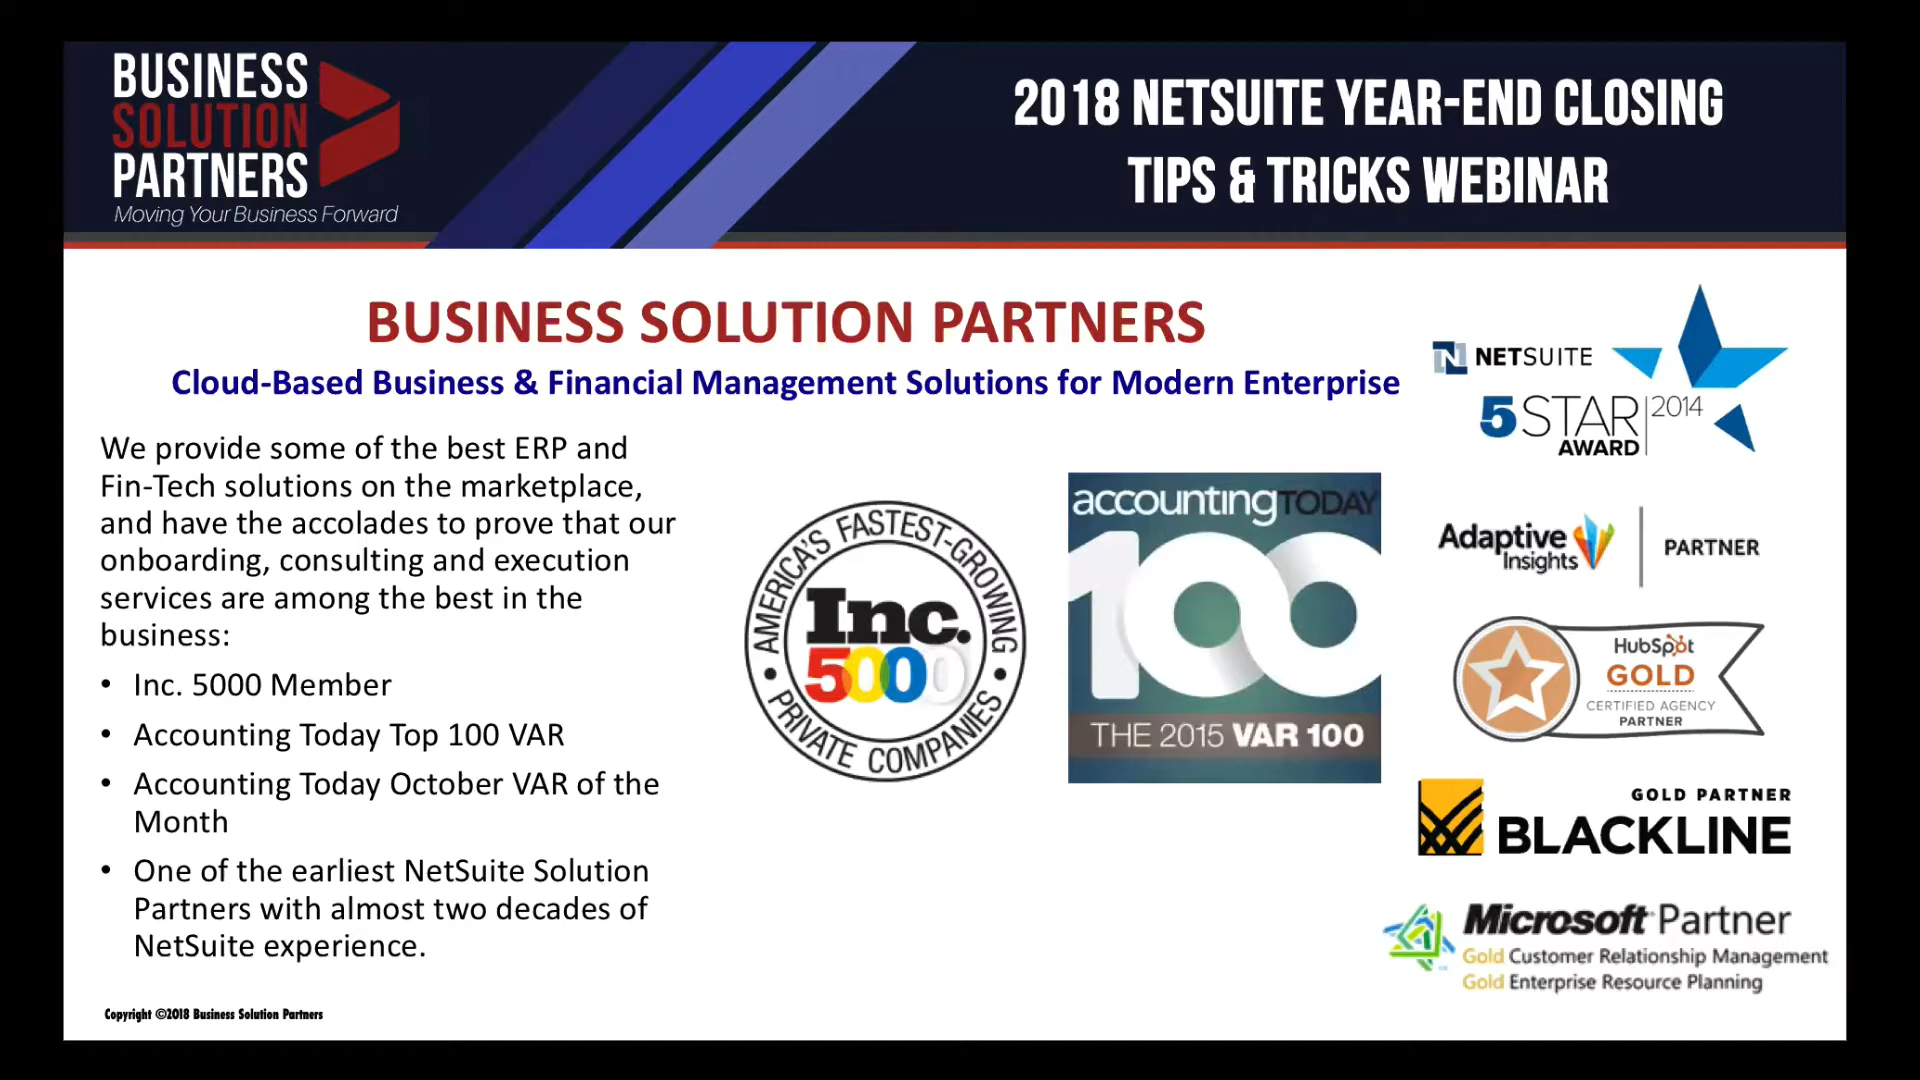 BUSINESS
SOLUTION
PARTNERS
Moving Your Business Forward
2018 NETSUITE YEAR-END CLOSING
TIPS & TRICKS WEBINAR
BUSINESS SOLUTION PARTNERS
Cloud-Based Business & Financial Management Solutions for Modern Enterprise
We provide some of the best ERP and
Fin-Tech solutions on the marketplace,
and have the accolades to prove that our
onboarding, consulting and execution
services are among the best in the
business:
• Inc. 5000 Member
• Accounting Today Top 100 VAR
• Accounting Today October VAR of the
Month
• One of the earliest NetSuite Solution
Partners with almost two decades of
NetSuite experience.
AMERICA'S FASTEST-GROWING
Inc.
5000
• PRIVATE COMPANIES •
accountingTODAY
100
THE 2015 VAR 100
N NETSUITE
5 STAR 2014
AWARD
Adaptive
Insights
PARTNER
HubSpot
GOLD
CERTIFIED AGENCY
PARTNER
GOLD PARTNER
BLACKLINE
Microsoft Partner
Gold Customer Relationship Management
Gold Enterprise Resource Planning
Copyright ©2018 Business Solution Partners